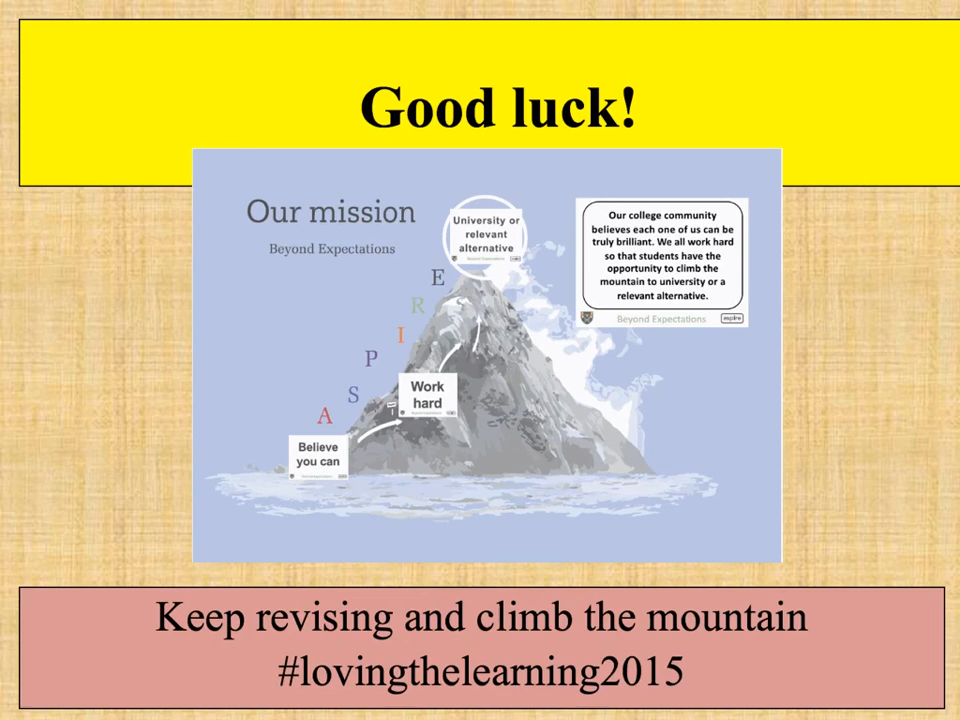 Good luck!
Our mission
Beyond Expectations
University or
relevant
alternative
Beyond Expectations
Our college community
believes each one of us can be
truly brilliant. We all work hard
so that students have the
opportunity to climb the
mountain to university or a
relevant alternative.
Beyond Expectations
aspire
E
R
I
P
S
A
Work
hard
Believe
you can
Keep revising and climb the mountain
#lovingthelearning2015